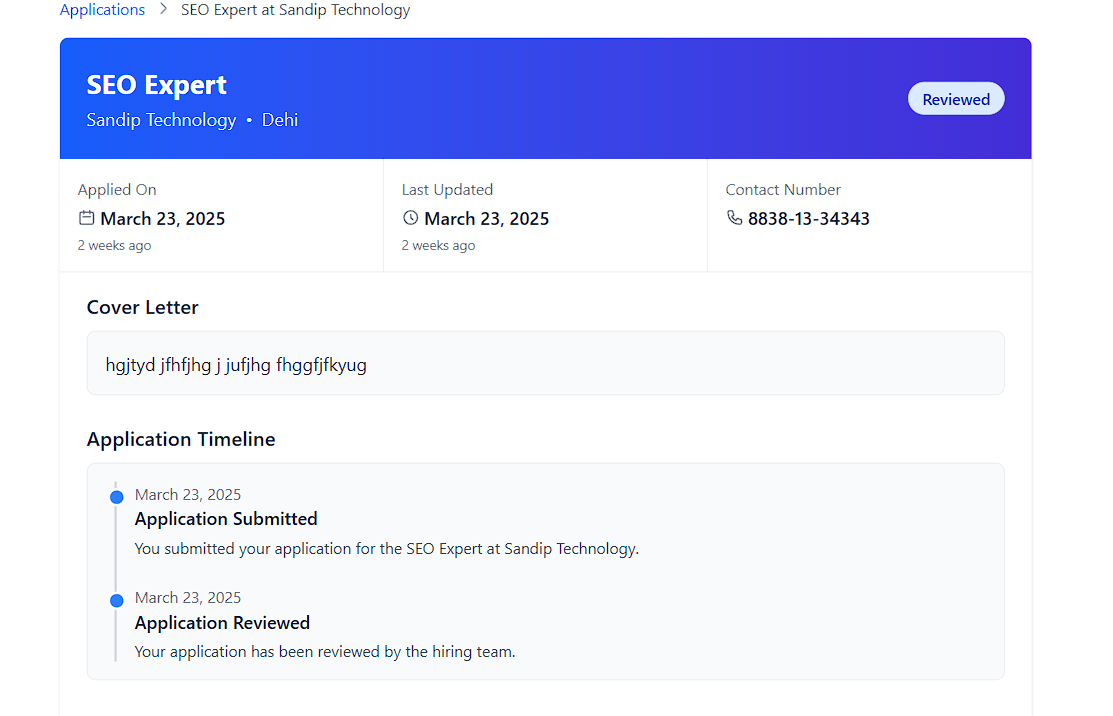 Applications > SEO Expert at Sandip Technology
SEO Expert
Sandip Technology • Dehi
Reviewed
Applied On
March 23, 2025
2 weeks ago
Last Updated
March 23, 2025
2 weeks ago
Contact Number
8838-13-34343
Cover Letter
hgjtyd jfhfjhg j jufjhg fhggfjfkyug
Application Timeline
March 23, 2025
Application Submitted
You submitted your application for the SEO Expert at Sandip Technology.
March 23, 2025
Application Reviewed
Your application has been reviewed by the hiring team.